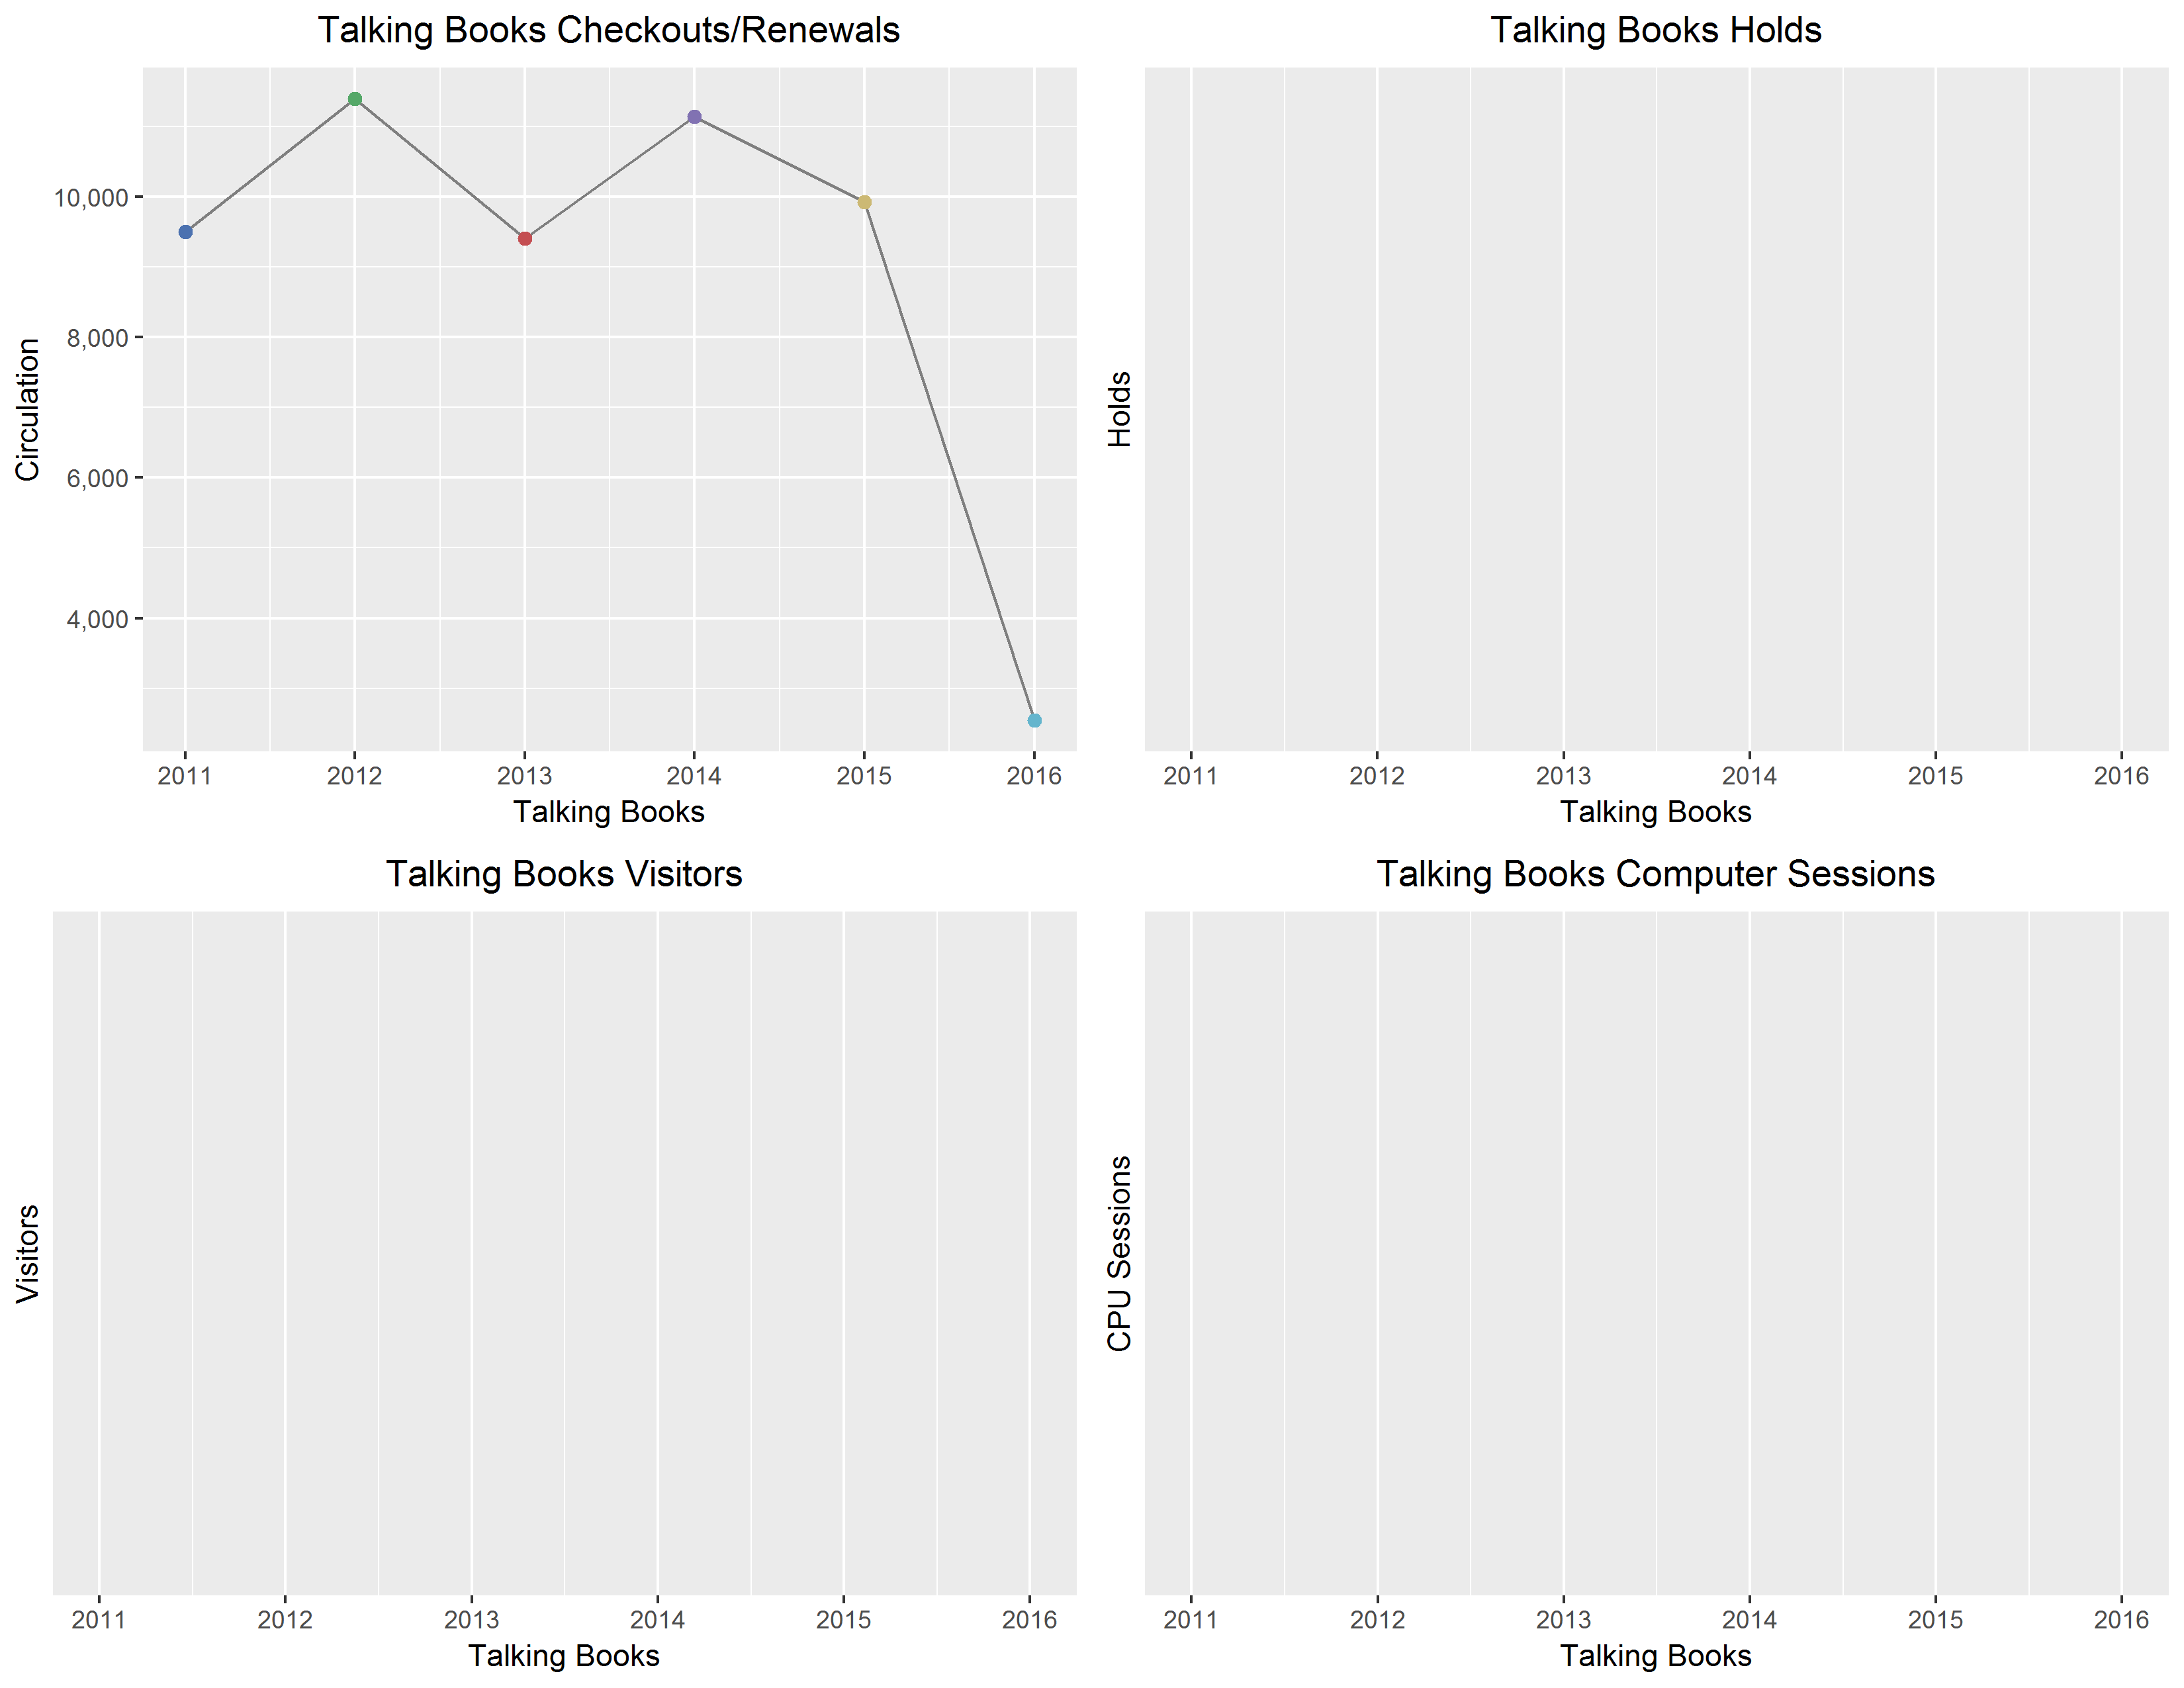 Talking Books Checkouts/Renewals
Circulation
10,000
8,000
6,000
4,000
2011 2012 2013 2014 2015 2016
Talking Books
Talking Books Holds
Holds
2011 2012 2013 2014 2015 2016
Talking Books
Talking Books Visitors
Visitors
2011 2012 2013 2014 2015 2016
Talking Books
Talking Books Computer Sessions
CPU Sessions
2011 2012 2013 2014 2015 2016
Talking Books